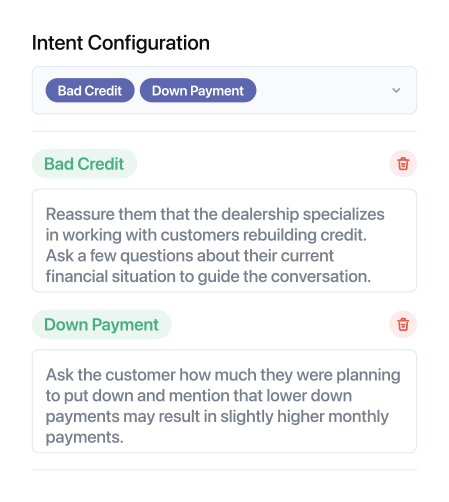 Intent Configuration
Bad Credit Down Payment
Bad Credit
Reassure them that the dealership specializes
in working with customers rebuilding credit.
Ask a few questions about their current
financial situation to guide the conversation.
Down Payment
Ask the customer how much they were planning
to put down and mention that lower down
payments may result in slightly higher monthly
payments.